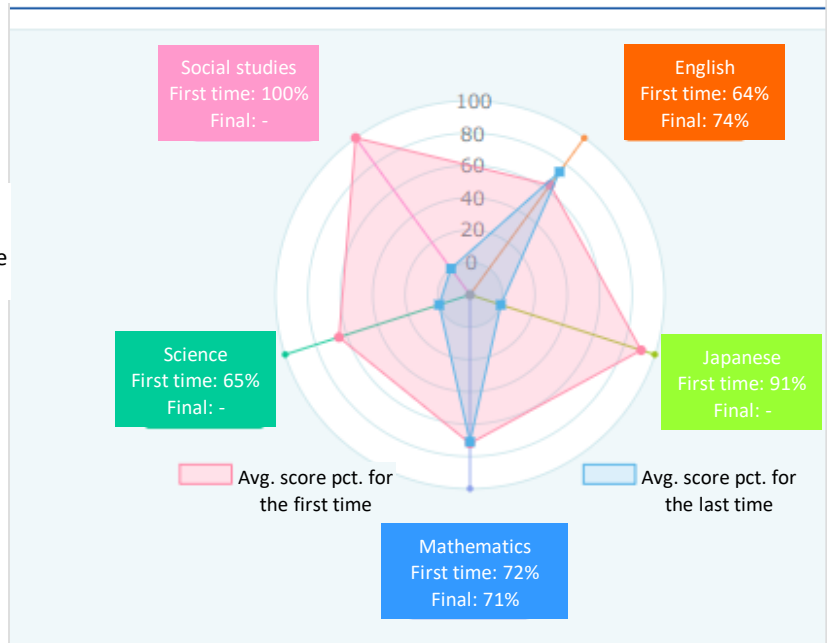 Social studies
First time: 100%
Final: -
English
First time: 64%
Final: 74%
100
80
60
40
20
0
e
Science
First time: 65%
Final: -
Japanese
First time: 91%
Final: -
Avg. score pct. for
the first time
Avg. score pct. for
the last time
Mathematics
First time: 72%
Final: 71%